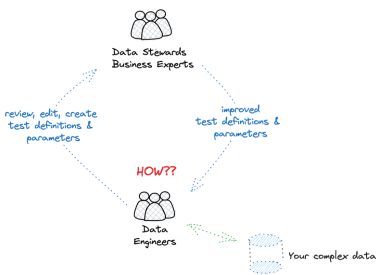 Data Stewards
Business Experts
review, edit, create
test definitions &
parameters
improved
test definitions &
parameters
HOW??
Data
Engineers
Your complex data